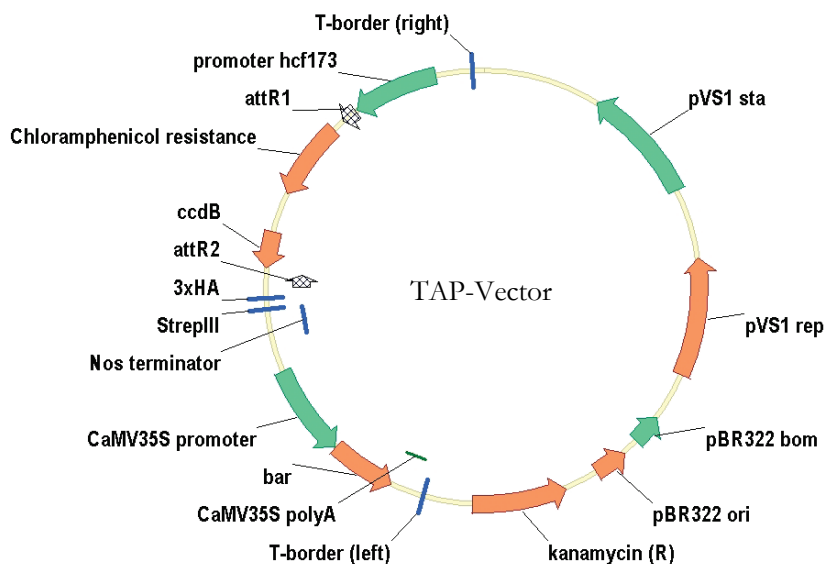 T-border (right)
promoter hcf173
attR1
Chloramphenicol resistance
ccdB
attR2
3xHA
StrepIII
Nos terminator
CaMV35S promoter
bar
CaMV35S polyA
T-border (left)
pVS1 sta
pVS1 rep
pBR322 bom
pBR322 ori
kanamycin (R)
TAP-Vector